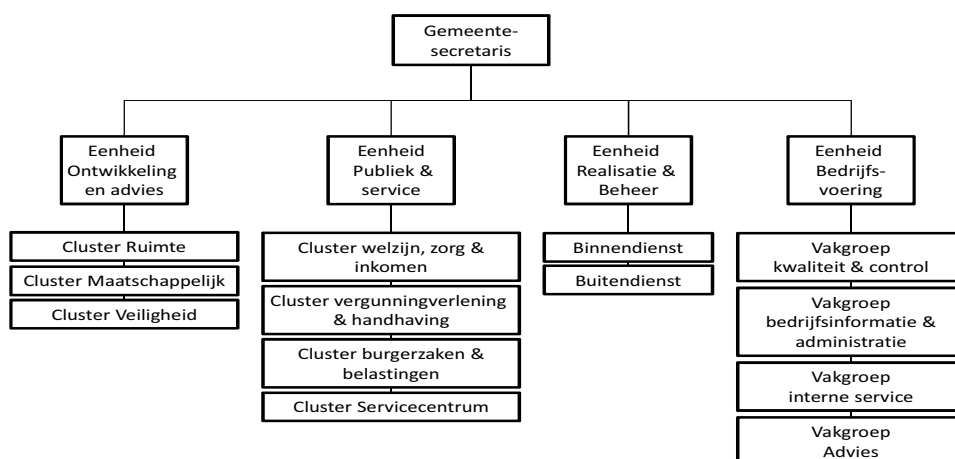 Gemeente-
secretaris
Eenheid
Ontwikkeling
en advies
Cluster Ruimte
Cluster Maatschappelijk
Cluster Veiligheid
Eenheid
Publiek &
service
Cluster welzijn, zorg &
inkomen
Cluster vergunningverlening
& handhaving
Cluster burgerzaken &
belastingen
Cluster Servicecentrum
Eenheid
Realisatie &
Beheer
Binnendienst
Buitendienst
Eenheid
Bedrijfs-
voering
Vakgroep
kwaliteit & control
Vakgroep
bedrijfsinformatie &
administratie
Vakgroep
interne service
Vakgroep
Advies